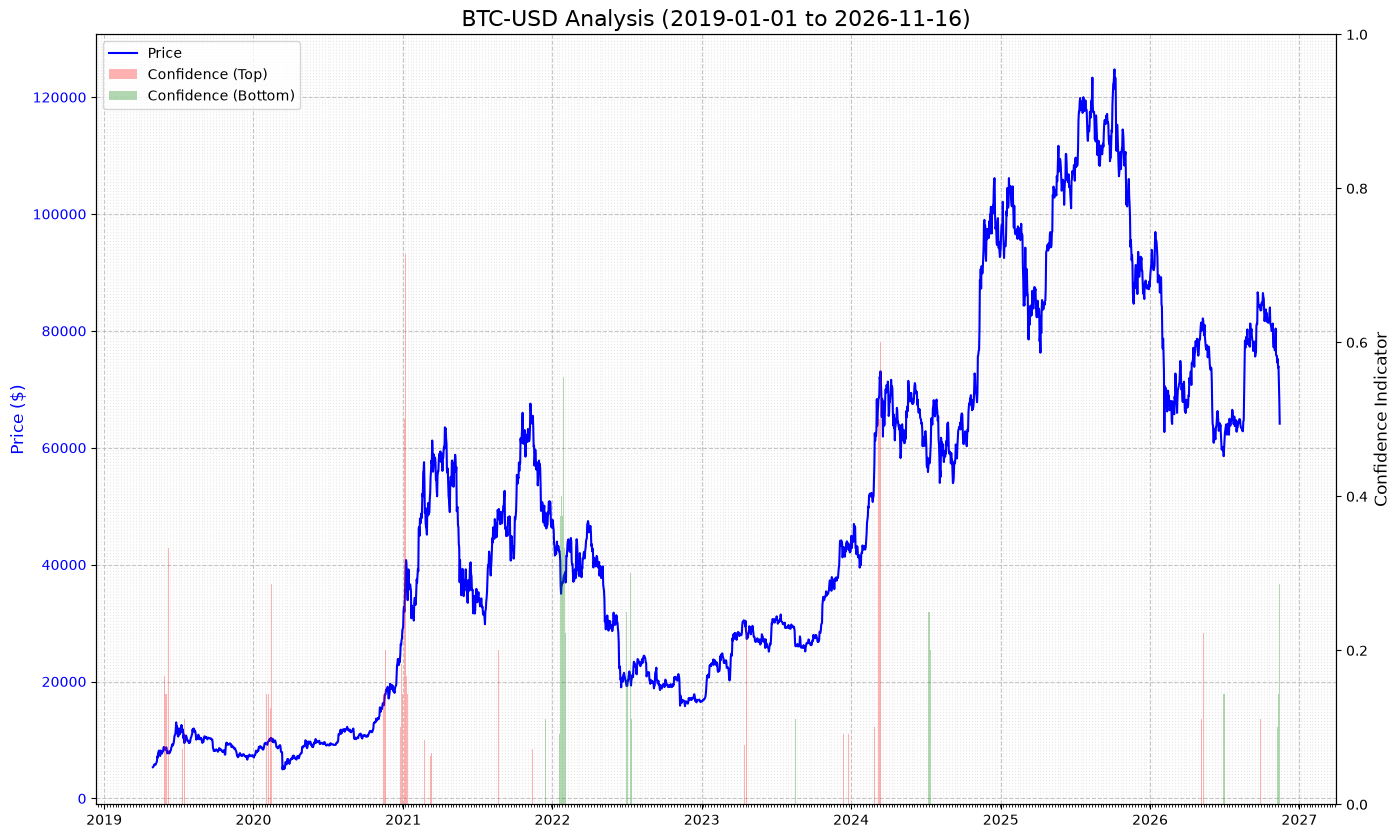 BTC-USD Analysis (2019-01-01 to 2026-11-16)
Price
Confidence (Top)
Confidence (Bottom)
Price ($)
120000
100000
80000
60000
40000
20000
0
1.0
0.8
0.6
0.4
0.2
0.0
Confidence Indicator
2019 2020 2021 2022 2023 2024 2025 2026 2027